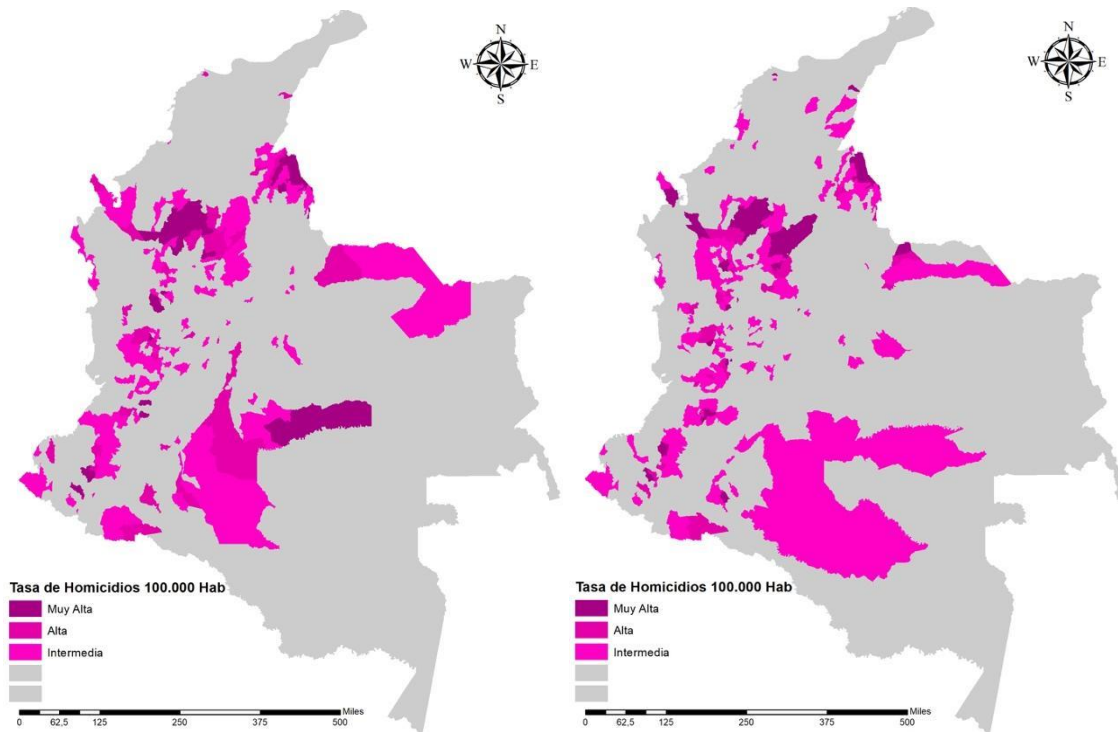 N
W E
S
Tasa de Homicidios 100.000 Hab
Muy Alta
Alta
Intermedia
Miles
0 62,5 125 250 375 500
N
W E
S
Tasa de Homicidios 100.000 Hab
Muy Alta
Alta
Intermedia
Miles
0 62,5 125 250 375 500